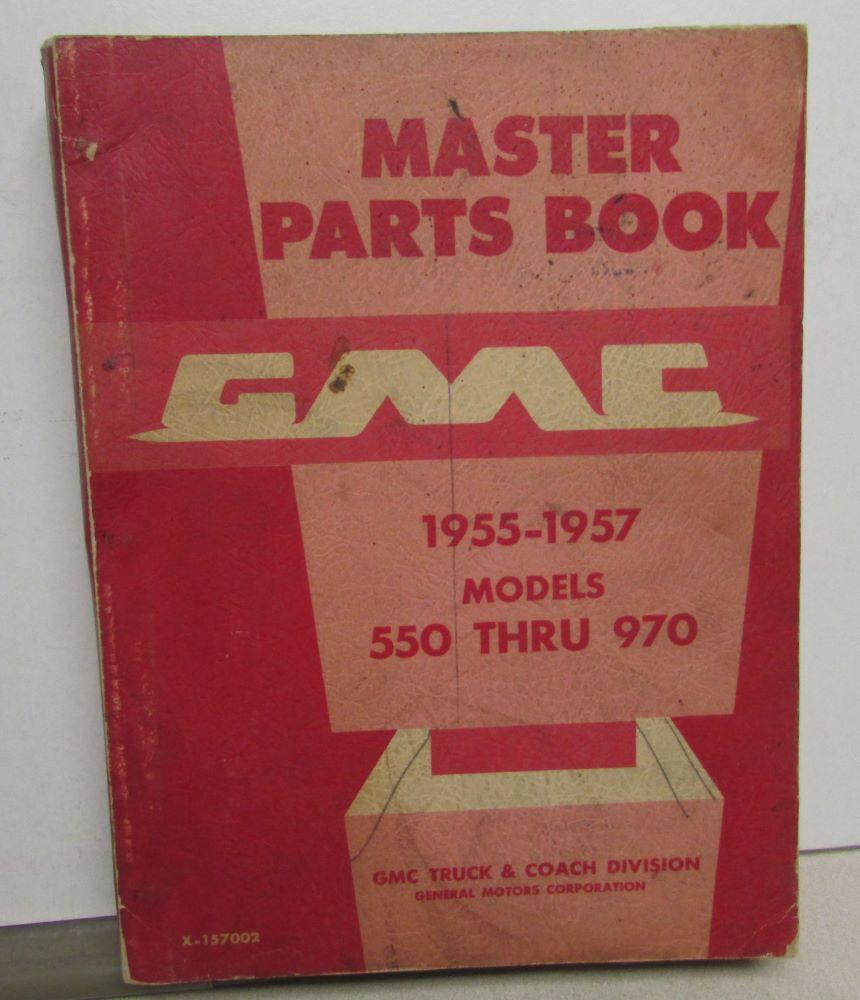 MASTER
PARTS BOOK
GMC
1955-1957
MODELS
550 THRU 970
GMC TRUCK & COACH DIVISION
GENERAL MOTORS CORPORATION
X-157002